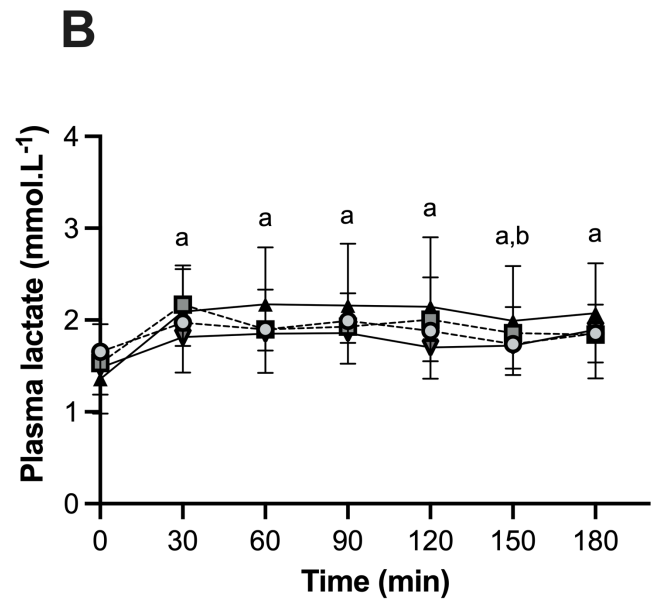 B
Plasma lactate (mmol.L-1)
4
3
2
1
0
a
a
a
a
a,b
a
0 30 60 90 120 150 180
Time (min)